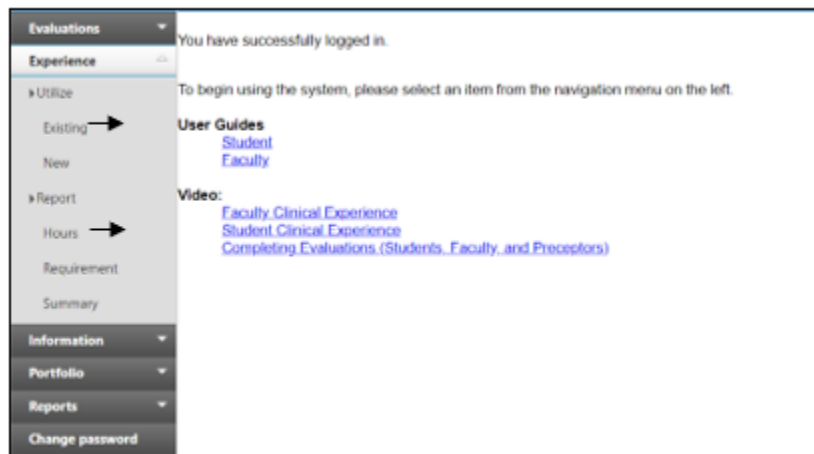 Evaluations
Experience
Utilize
Existing
New
Report
Hours
Requirement
Summary
Information
Portfolio
Reports
Change password
You have successfully logged in.
To begin using the system, please select an item from the navigation menu on the left.
User Guides
Student
Faculty
Video:
Faculty Clinical Experience
Student Clinical Experience
Completing Evaluations (Students, Faculty, and Preceptors)